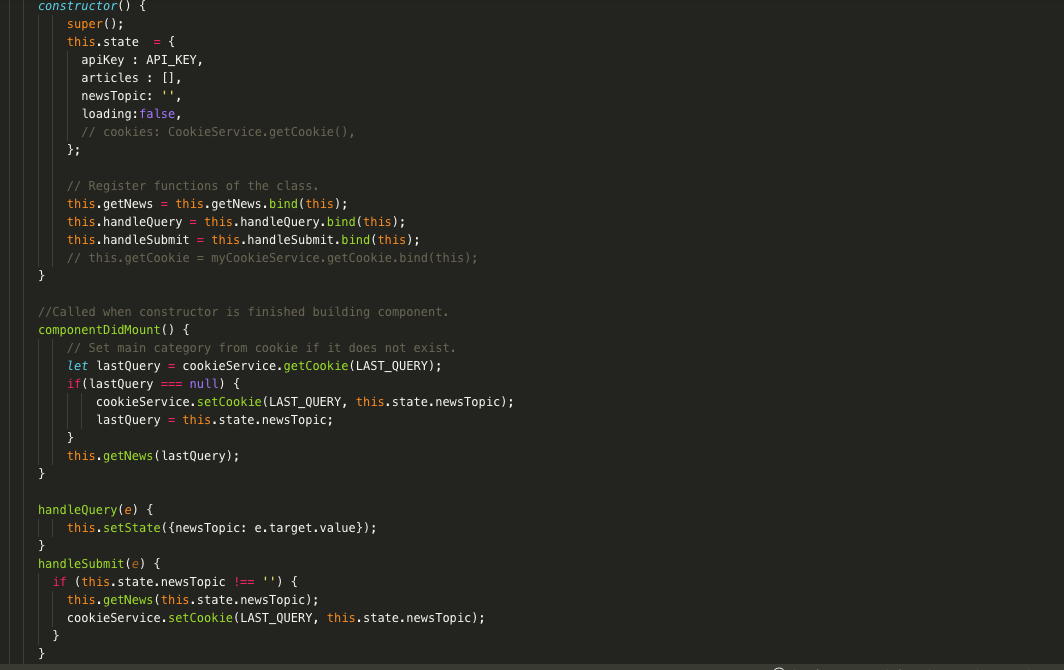 constructor() {
super();
this.state  = {
apiKey : API_KEY,
articles : [],
newsTopic: '',
loading:false,
// cookies: CookieService.getCookie(),
};
// Register functions of the class.
this.getNews = this.getNews.bind(this);
this.handleQuery = this.handleQuery.bind(this);
this.handleSubmit = this.handleSubmit.bind(this);
// this.getCookie = myCookieService.getCookie.bind(this);
}
//Called when constructor is finished building component.
componentDidMount() {
// Set main category from cookie if it does not exist.
let lastQuery = cookieService.getCookie(LAST_QUERY);
if(lastQuery === null) {
cookieService.setCookie(LAST_QUERY, this.state.newsTopic);
lastQuery = this.state.newsTopic;
}
this.getNews(lastQuery);
}
handleQuery(e) {
this.setState({newsTopic: e.target.value});
}
handleSubmit(e) {
if (this.state.newsTopic !== '') {
this.getNews(this.state.newsTopic);
cookieService.setCookie(LAST_QUERY, this.state.newsTopic);
}
}